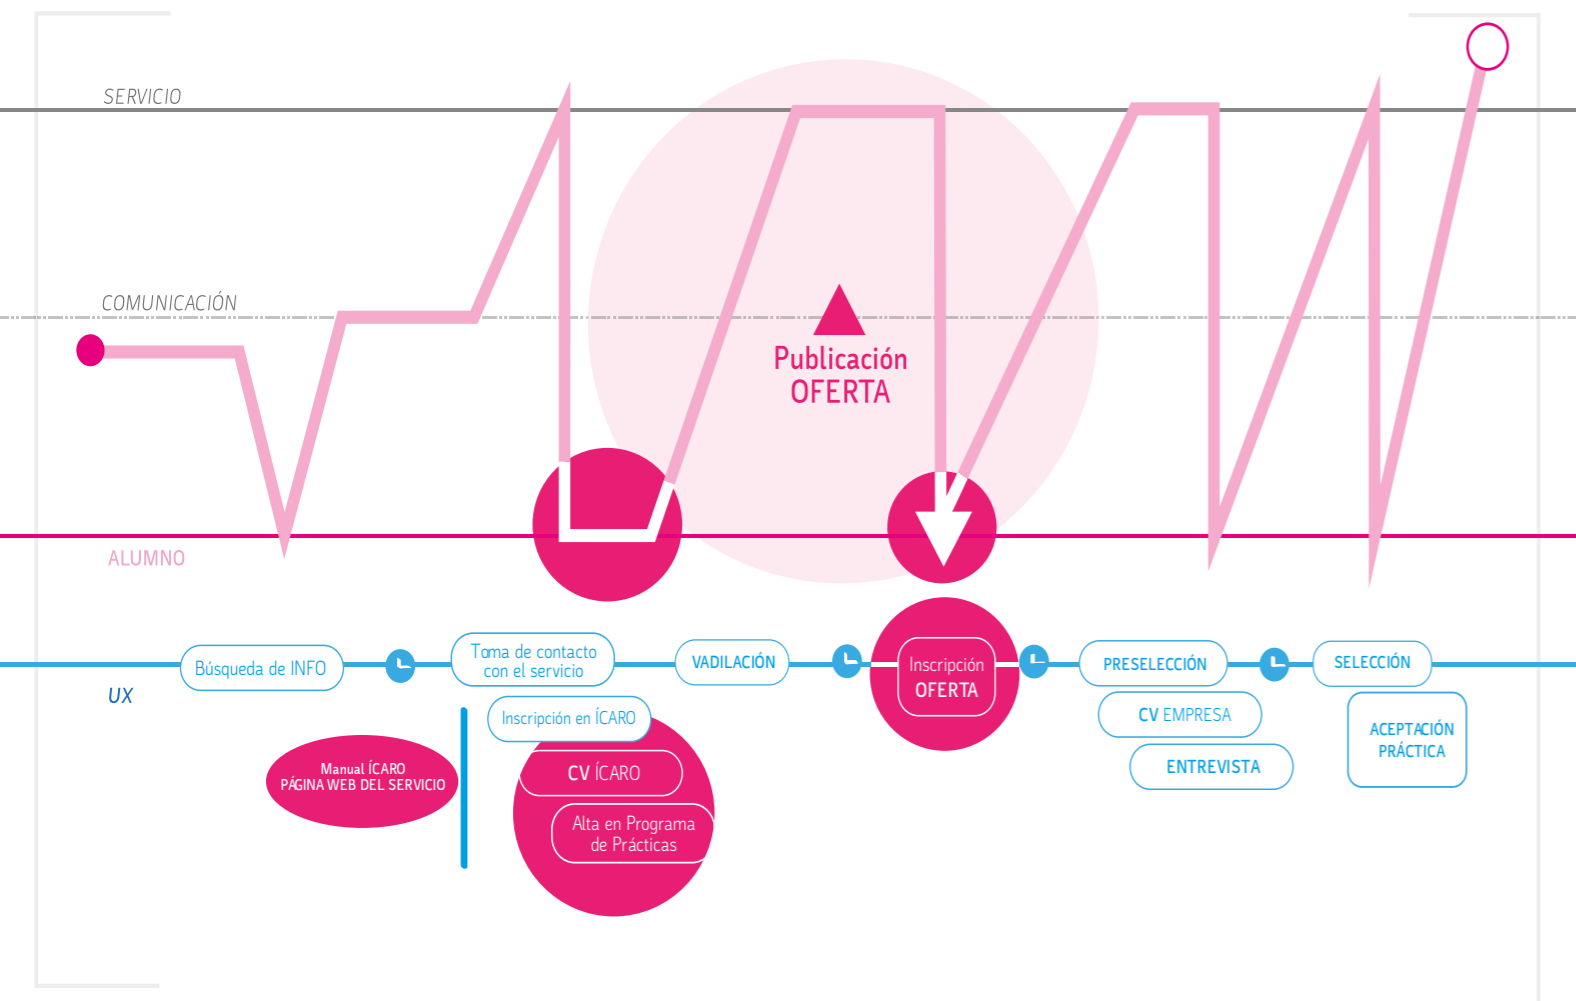 SERVICIO
COMUNICACIÓN
Publicación
OFERTA
ALUMNO
Búsqueda de INFO
Toma de contacto
con el servicio
VADILACIÓN
Inscripción
OFERTA
PRESELECCIÓN
SELECCIÓN
UX
Inscripción en ÍCARO
CV EMPRESA
ACEPTACIÓN
PRÁCTICA
Manual ÍCARO
PÁGINA WEB DEL SERVICIO
CV ÍCARO
ENTREVISTA
Alta en Programa
de Prácticas